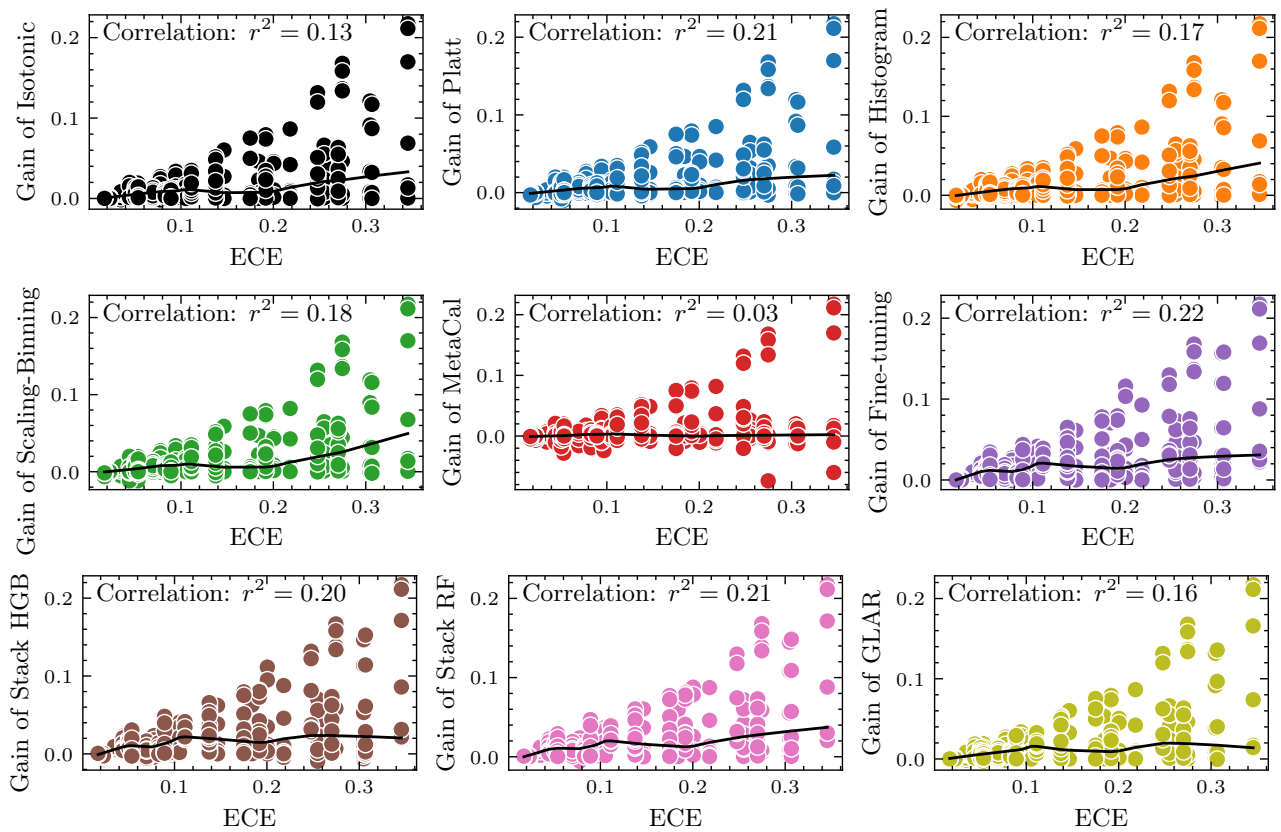 Gain of Isotonic
Correlation: r² = 0.13
0.2
0.1
0.0
0.1
0.2
0.3
ECE
Gain of Platt
Correlation: r² = 0.21
0.2
0.1
0.0
0.1
0.2
0.3
ECE
Gain of Histogram
Correlation: r² = 0.17
0.2
0.1
0.0
0.1
0.2
0.3
ECE
Gain of Scaling-Binning
Correlation: r² = 0.18
0.2
0.1
0.0
0.1
0.2
0.3
ECE
Gain of MetaCal
Correlation: r² = 0.03
0.2
0.1
0.0
0.1
0.2
0.3
ECE
Gain of Fine-tuning
Correlation: r² = 0.22
0.2
0.1
0.0
0.1
0.2
0.3
ECE
Gain of Stack HGB
Correlation: r² = 0.20
0.2
0.1
0.0
0.1
0.2
0.3
ECE
Gain of Stack RF
Correlation: r² = 0.21
0.2
0.1
0.0
0.1
0.2
0.3
ECE
Gain of GLAR
Correlation: r² = 0.16
0.2
0.1
0.0
0.1
0.2
0.3
ECE